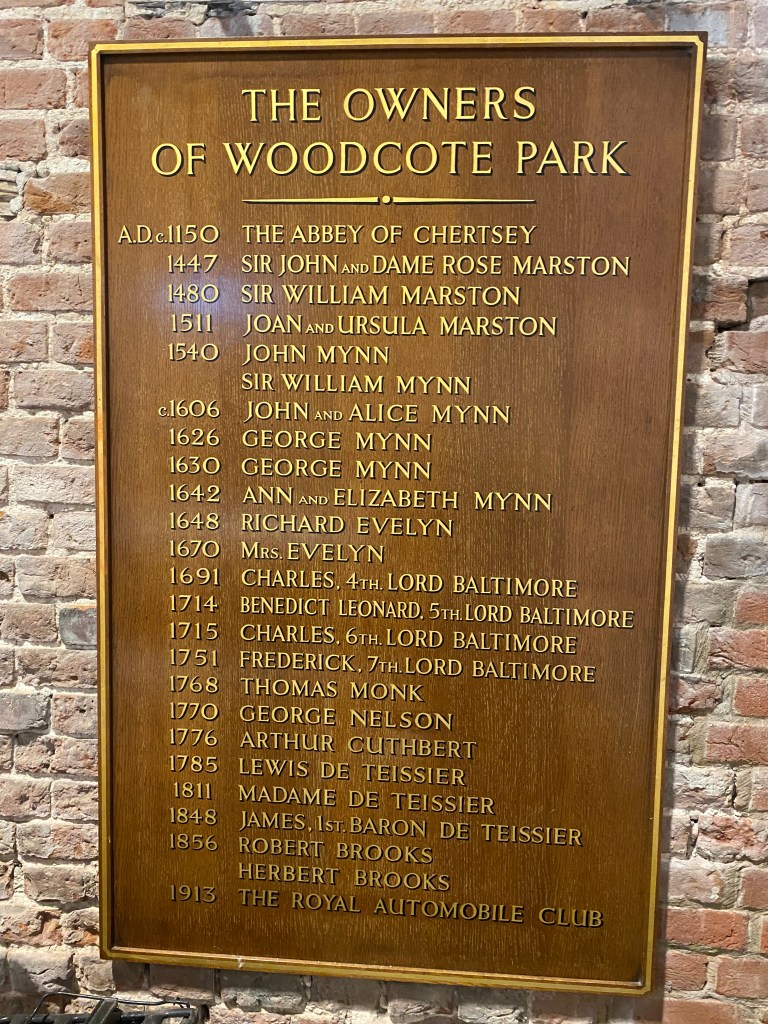 THE OWNERS
OF WOODCOTE PARK
A.D. c.1150 THE ABBEY OF CHERTSEY
1447 SIR JOHN AND DAME ROSE MARSTON
1480 SIR WILLIAM MARSTON
1511 JOAN AND URSULA MARSTON
1540 JOHN MYNN
SIR WILLIAM MYNN
c.1606 JOHN AND ALICE MYNN
1626 GEORGE MYNN
1630 GEORGE MYNN
1642 ANN AND ELIZABETH MYNN
1648 RICHARD EVELYN
1670 MRS. EVELYN
1691 CHARLES, 4TH. LORD BALTIMORE
1714 BENEDICT LEONARD, 5TH. LORD BALTIMORE
1715 CHARLES, 6TH. LORD BALTIMORE
1751 FREDERICK, 7TH. LORD BALTIMORE
1768 THOMAS MONK
1770 GEORGE NELSON
1776 ARTHUR CUTHBERT
1785 LEWIS DE TEISSIER
1811 MADAME DE TEISSIER
1848 JAMES, 1ST. BARON DE TEISSIER
1856 ROBERT BROOKS
HERBERT BROOKS
1913 THE ROYAL AUTOMOBILE CLUB